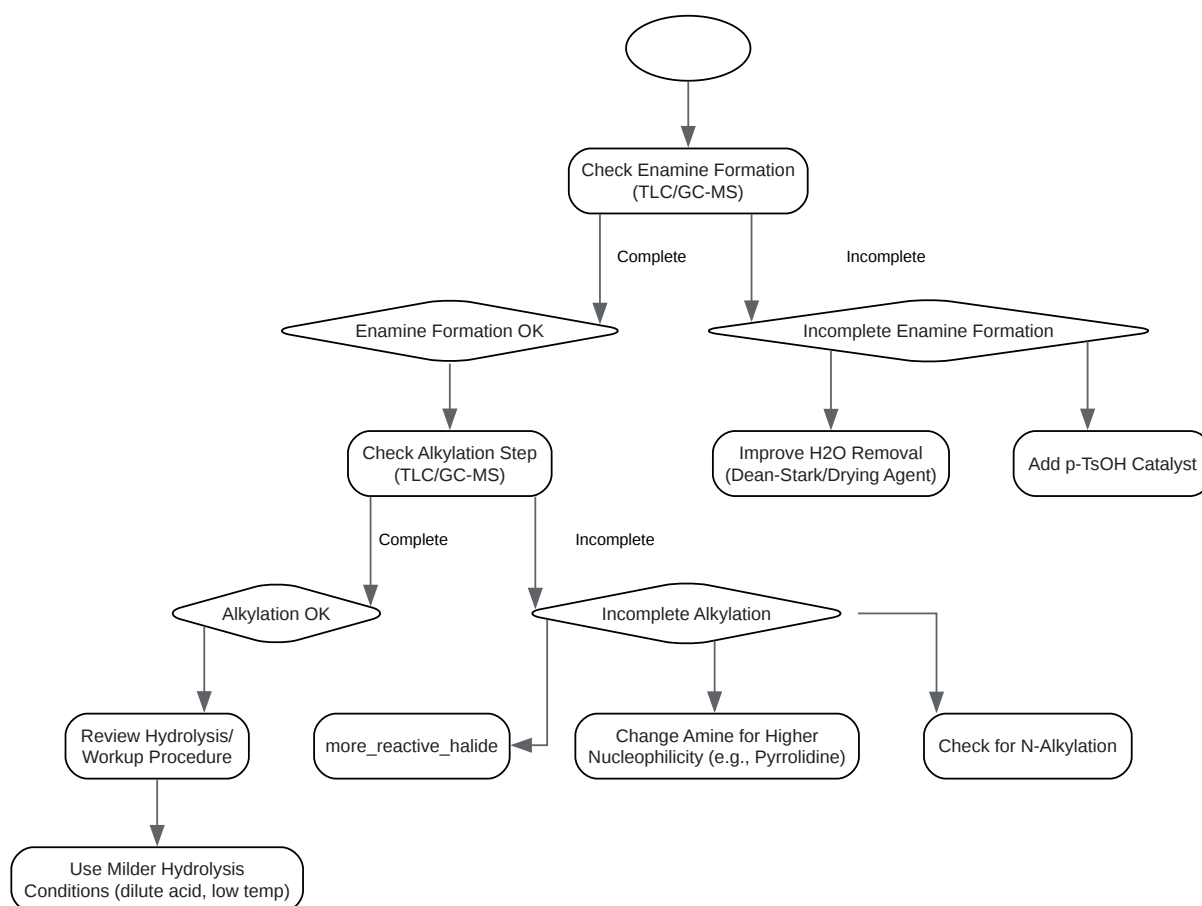 Check Enamine Formation
(TLC/GC-MS)
Complete
Incomplete
Enamine Formation OK
Incomplete Enamine Formation
Check Alkylation Step
(TLC/GC-MS)
Improve H2O Removal
(Dean-Stark/Drying Agent)
Add p-TsOH Catalyst
Complete
Incomplete
Alkylation OK
Incomplete Alkylation
Review Hydrolysis/
Workup Procedure
more_reactive_halide
Change Amine for Higher
Nucleophilicity (e.g., Pyrrolidine)
Check for N-Alkylation
Use Milder Hydrolysis
Conditions (dilute acid, low temp)